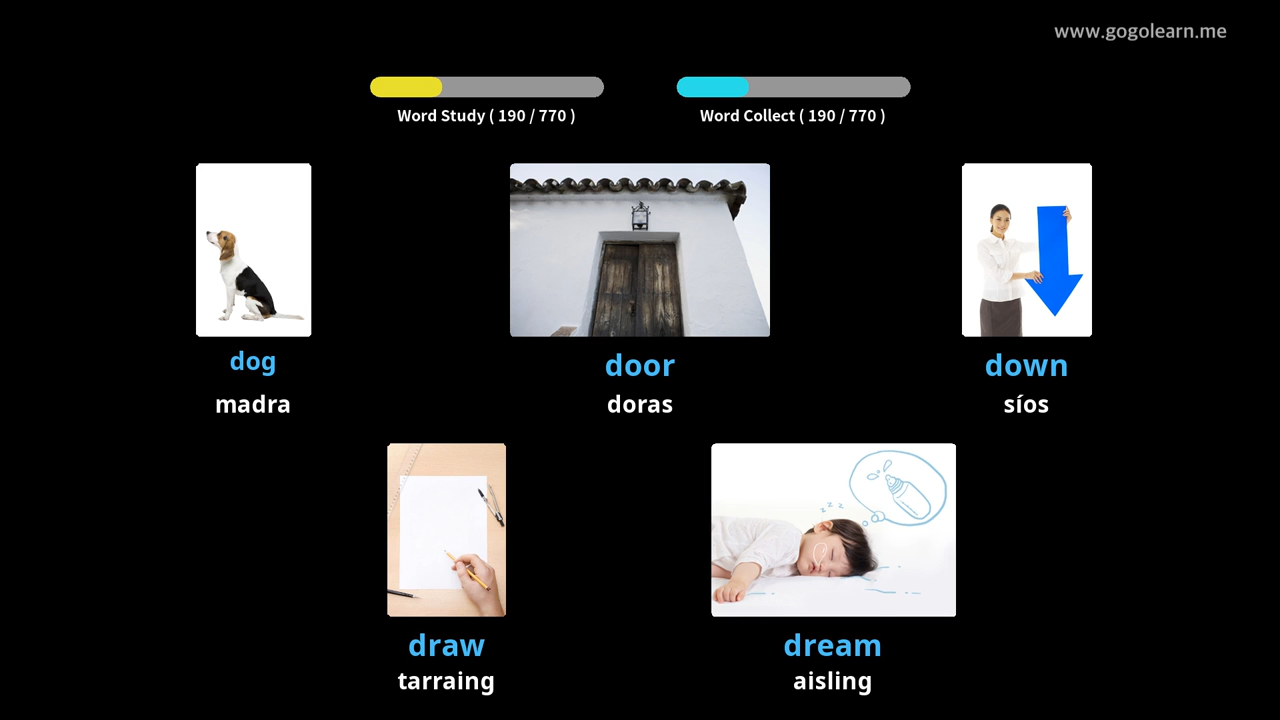 www.gogolearn.me
Word Study ( 190 / 770 )
Word Collect ( 190 / 770 )
dog
madra
door
doras
down
síos
draw
tarraing
dream
aisling